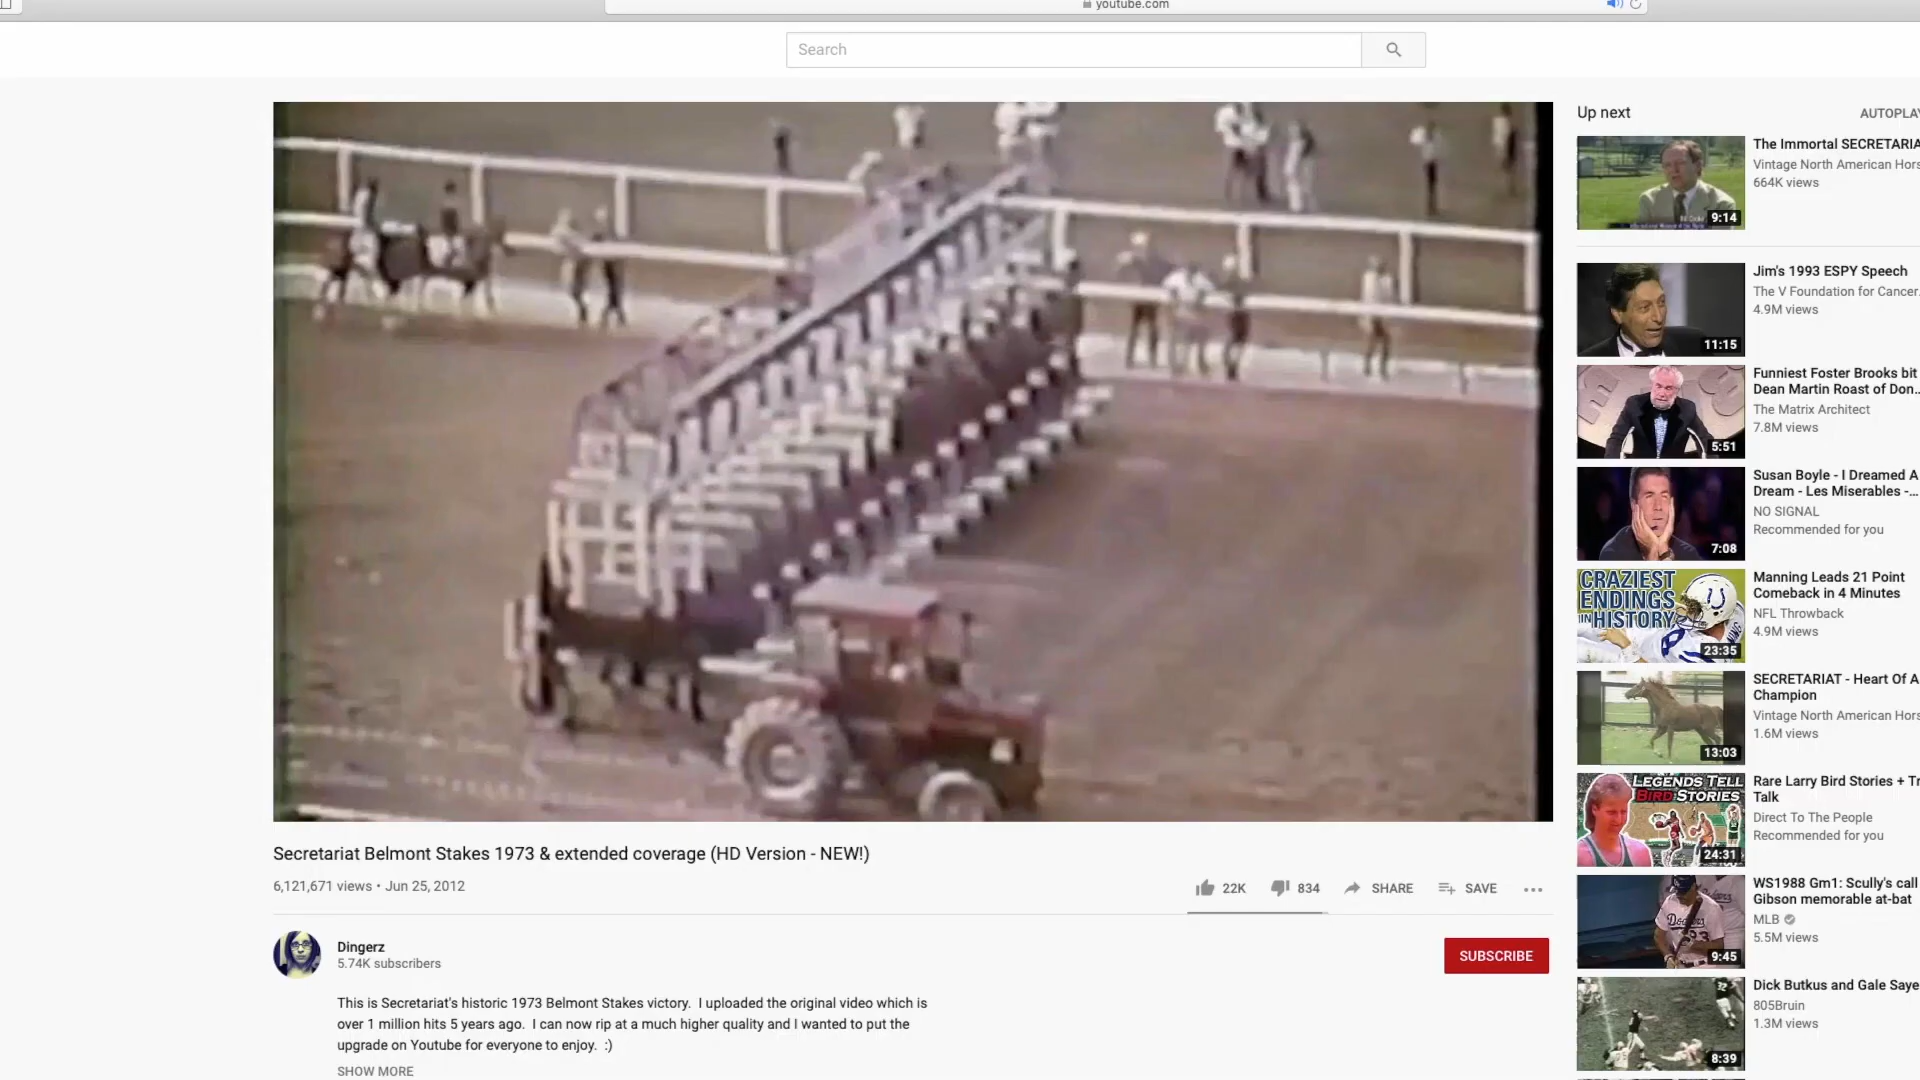 youtube.com
Search
Secretariat Belmont Stakes 1973 & extended coverage (HD Version - NEW!)
6,121,671 views • Jun 25, 2012
22K
834
SHARE
SAVE
Dingerz
5.74K subscribers
SUBSCRIBE
This is Secretariat's historic 1973 Belmont Stakes victory. I uploaded the original video which is
over 1 million hits 5 years ago. I can now rip at a much higher quality and I wanted to put the
upgrade on Youtube for everyone to enjoy. :)
SHOW MORE
Up next
AUTOPLAY
9:14
The Immortal SECRETARIA
Vintage North American Hors
664K views
11:15
Jim's 1993 ESPY Speech
The V Foundation for Cancer
4.9M views
5:51
Funniest Foster Brooks bit
Dean Martin Roast of Don...
The Matrix Architect
7.8M views
7:08
Susan Boyle - I Dreamed A
Dream - Les Miserables -...
NO SIGNAL
Recommended for you
CRAZIEST
ENDINGS
IN HISTORY
23:35
Manning Leads 21 Point
Comeback in 4 Minutes
NFL Throwback
4.9M views
13:03
SECRETARIAT - Heart Of A
Champion
Vintage North American Hors
1.6M views
LEGENDS TELL
BIRD STORIES
24:31
Rare Larry Bird Stories + Tr
Talk
Direct To The People
Recommended for you
Dodgers
23
9:45
WS1988 Gm1: Scully's call
Gibson memorable at-bat
MLB
5.5M views
8:39
Dick Butkus and Gale Saye
805Bruin
1.3M views